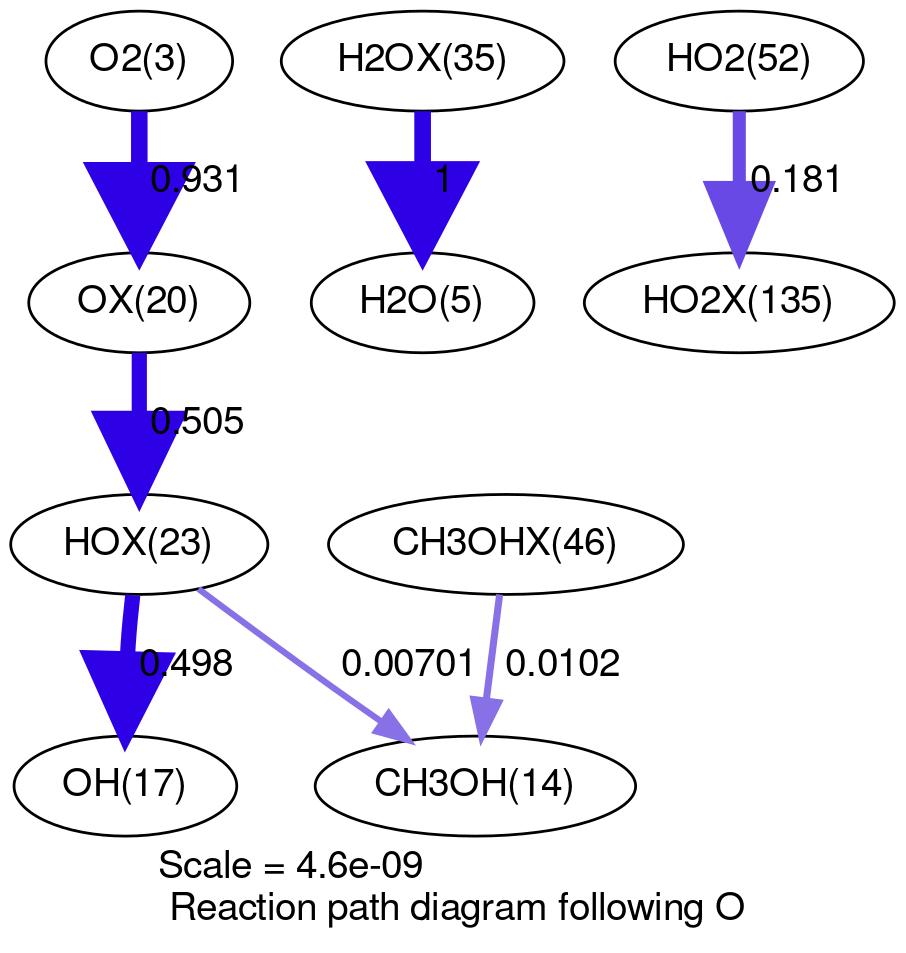 O2(3)
H2OX(35)
HO2(52)
0.931
1
0.181
OX(20)
H2O(5)
HO2X(135)
0.505
HOX(23)
CH3OHX(46)
0.498
0.00701
0.0102
OH(17)
CH3OH(14)
Scale = 4.6e-09
Reaction path diagram following O